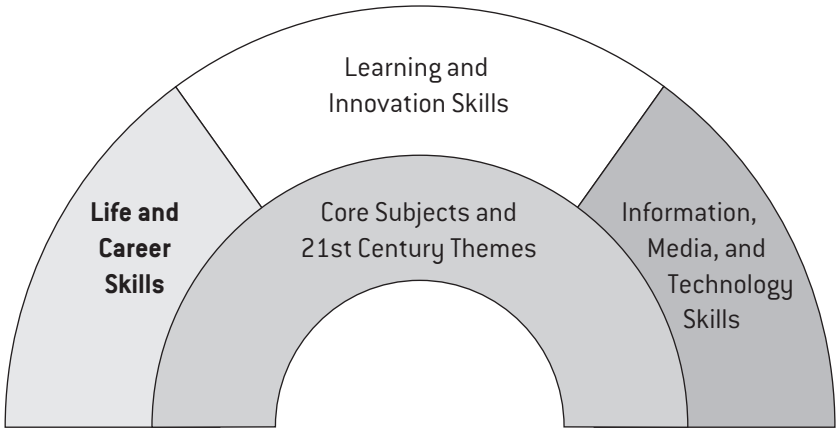 Learning and
Innovation Skills
Life and
Career
Skills
Core Subjects and
21st Century Themes
Information,
Media, and
Technology
Skills